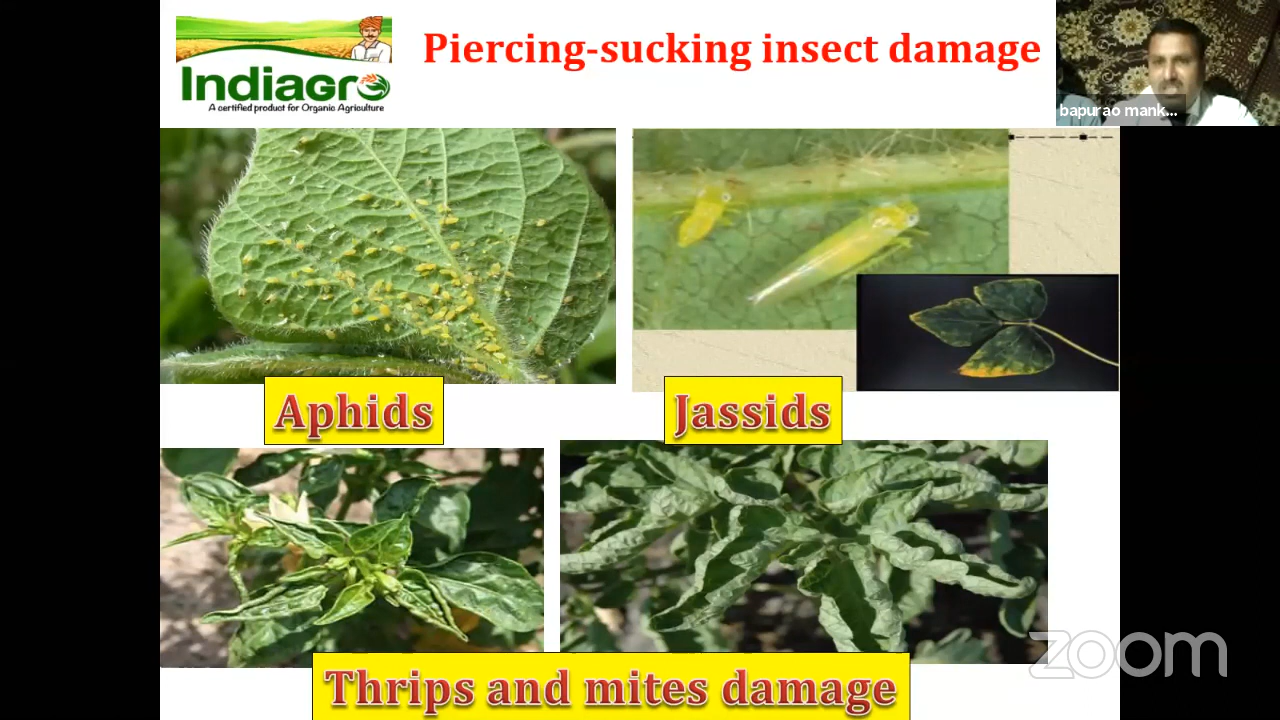 Indiagro
A certified product for Organic Agriculture
Piercing-sucking insect damage
bapurao mank...
Aphids
Jassids
Thrips and mites damage
zoom